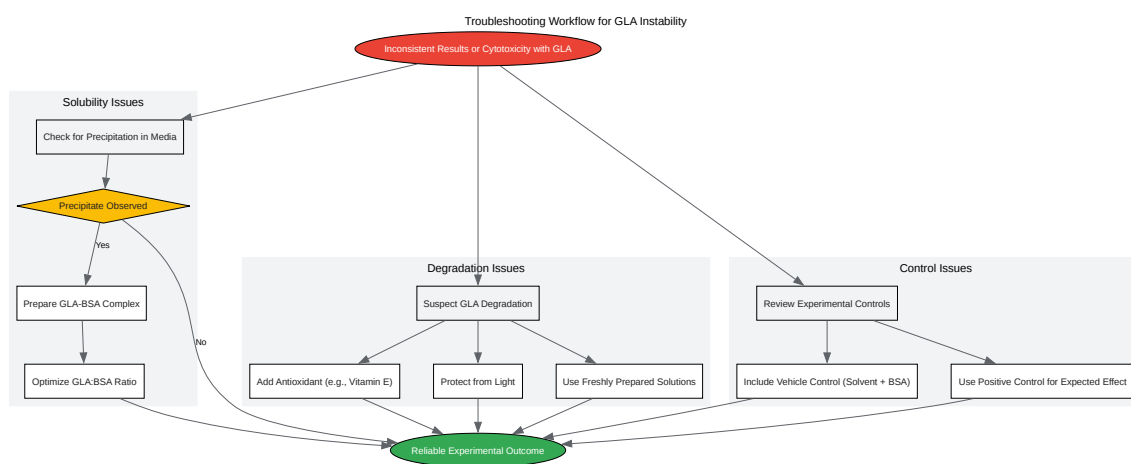 Troubleshooting Workflow for GLA Instability
Inconsistent Results or Cytotoxicity with GLA
Solubility Issues
Check for Precipitation in Media
Precipitate Observed
Yes
Prepare GLA-BSA Complex
No
Optimize GLA:BSA Ratio
Degradation Issues
Suspect GLA Degradation
Add Antioxidant (e.g., Vitamin E)
Protect from Light
Use Freshly Prepared Solutions
Control Issues
Review Experimental Controls
Include Vehicle Control (Solvent + BSA)
Use Positive Control for Expected Effect
Reliable Experimental Outcome